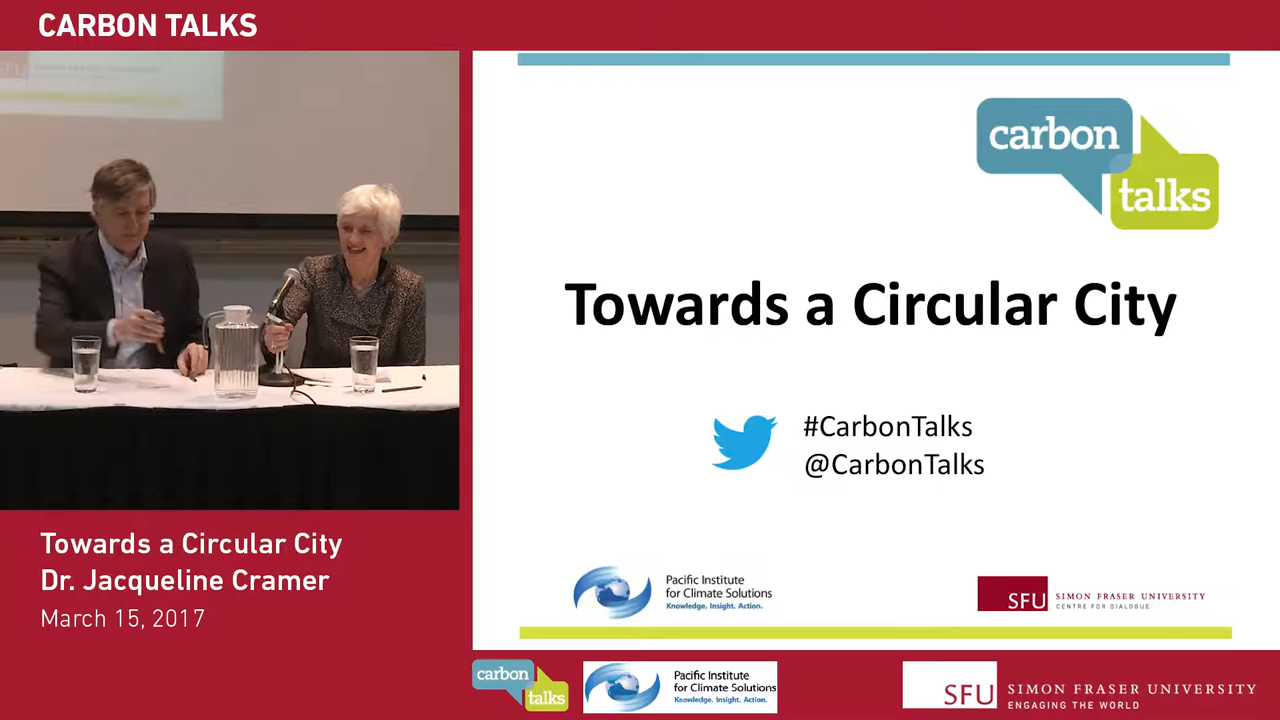 CARBON TALKS
carbon
talks
Towards a Circular City
#CarbonTalks
@CarbonTalks
Pacific Institute
for Climate Solutions
Knowledge. Insight. Action.
SFU
SIMON FRASER UNIVERSITY
CENTRE FOR DIALOGUE
Towards a Circular City
Dr. Jacqueline Cramer
March 15, 2017
carbon
talks
Pacific Institute
for Climate Solutions
Knowledge. Insight. Action.
SFU
SIMON FRASER UNIVERSITY
ENGAGING THE WORLD